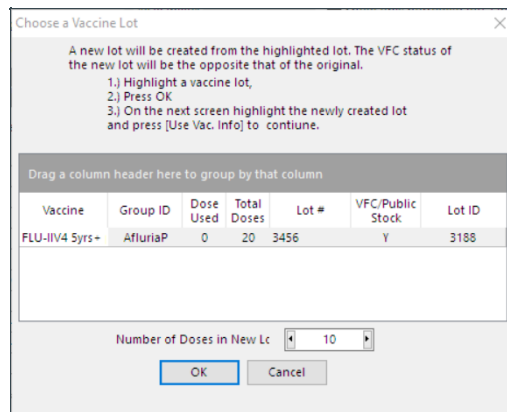 Choose a Vaccine Lot
A new lot will be created from the highlighted lot. The VFC status of
the new lot will be the opposite that of the original.
1.) Highlight a vaccine lot,
2.) Press OK
3.) On the next screen highlight the newly created lot
and press [Use Vac. Info] to contiune.
Drag a column header here to group by that column
Vaccine Group ID Dose Used Total Doses Lot # VFC/Public Stock Lot ID
FLU-IIV4 5yrs+ AfluriaP 0 20 3456 Y 3188
Number of Doses in New Lc 10
OK Cancel